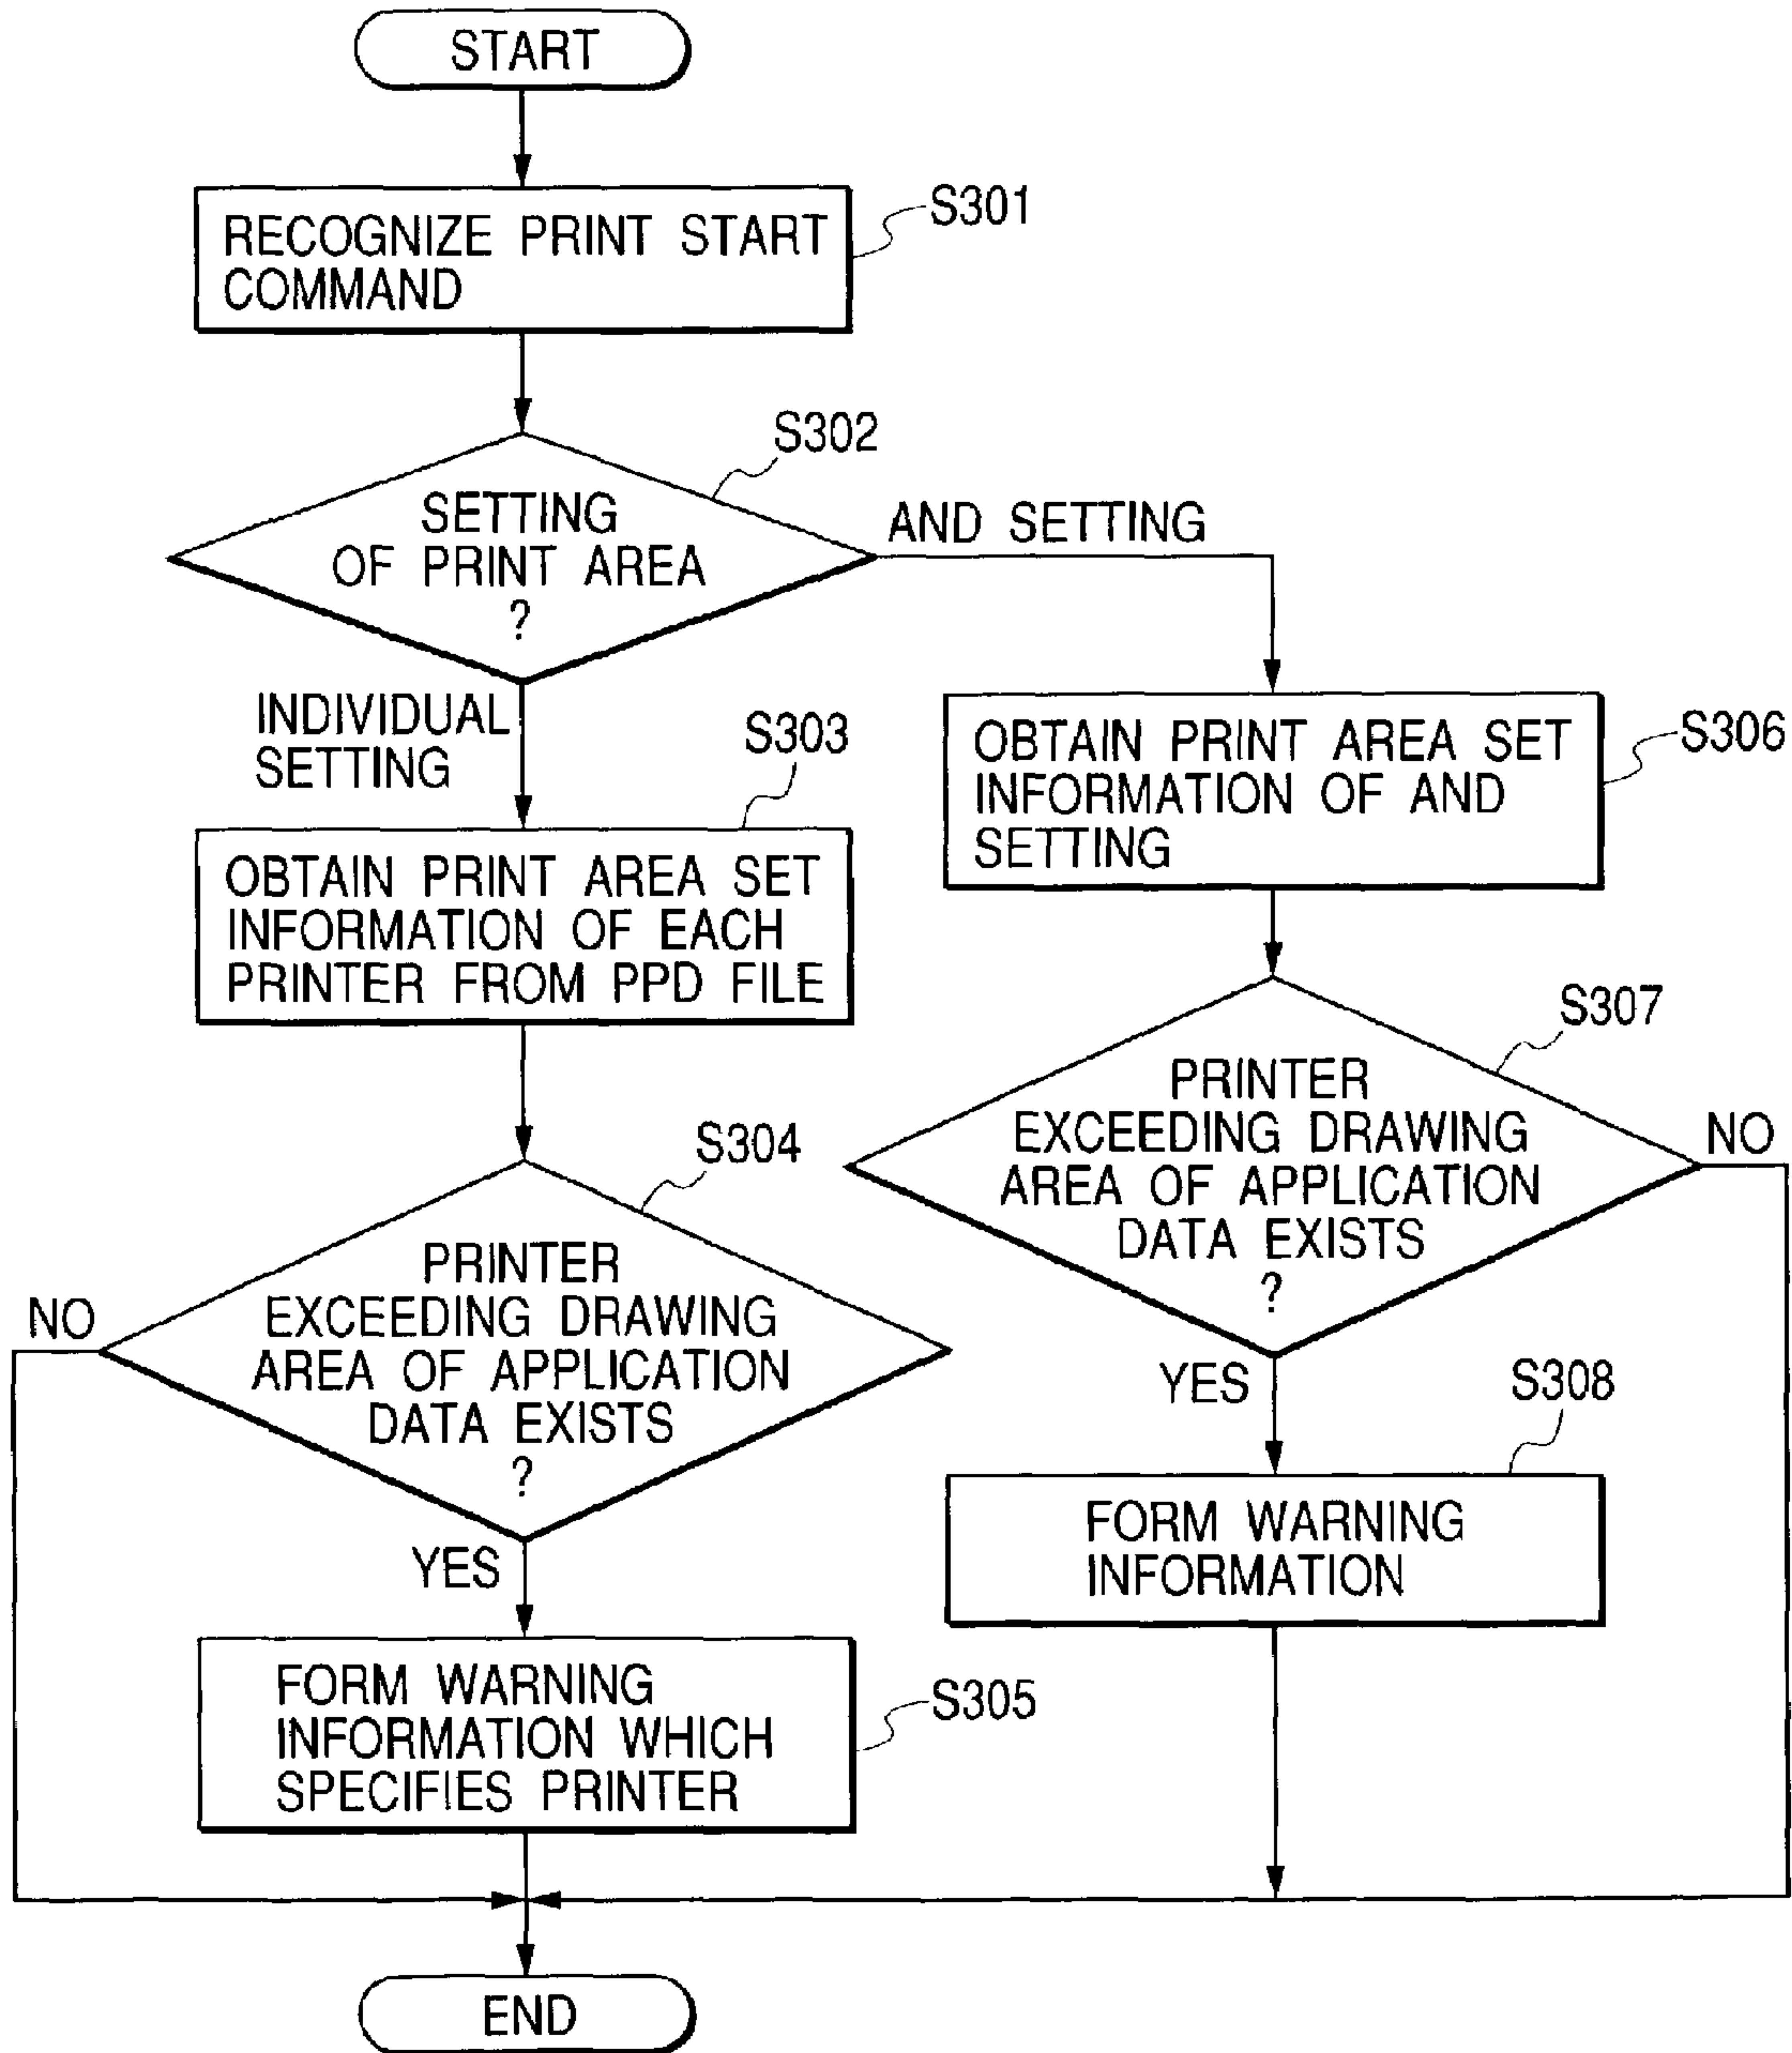 START
RECOGNIZE PRINT START
COMMAND
S301
SETTING
OF PRINT AREA
?
S302
AND SETTING
INDIVIDUAL
SETTING
OBTAIN PRINT AREA SET
INFORMATION OF EACH
PRINTER FROM PPD FILE
S303
PRINTER
EXCEEDING DRAWING
AREA OF APPLICATION
DATA EXISTS
?
S304
NO
YES
FORM WARNING
INFORMATION WHICH
SPECIFIES PRINTER
S305
OBTAIN PRINT AREA SET
INFORMATION OF AND
SETTING
S306
PRINTER
EXCEEDING DRAWING
AREA OF APPLICATION
DATA EXISTS
?
S307
NO
YES
FORM WARNING
INFORMATION
S308
END